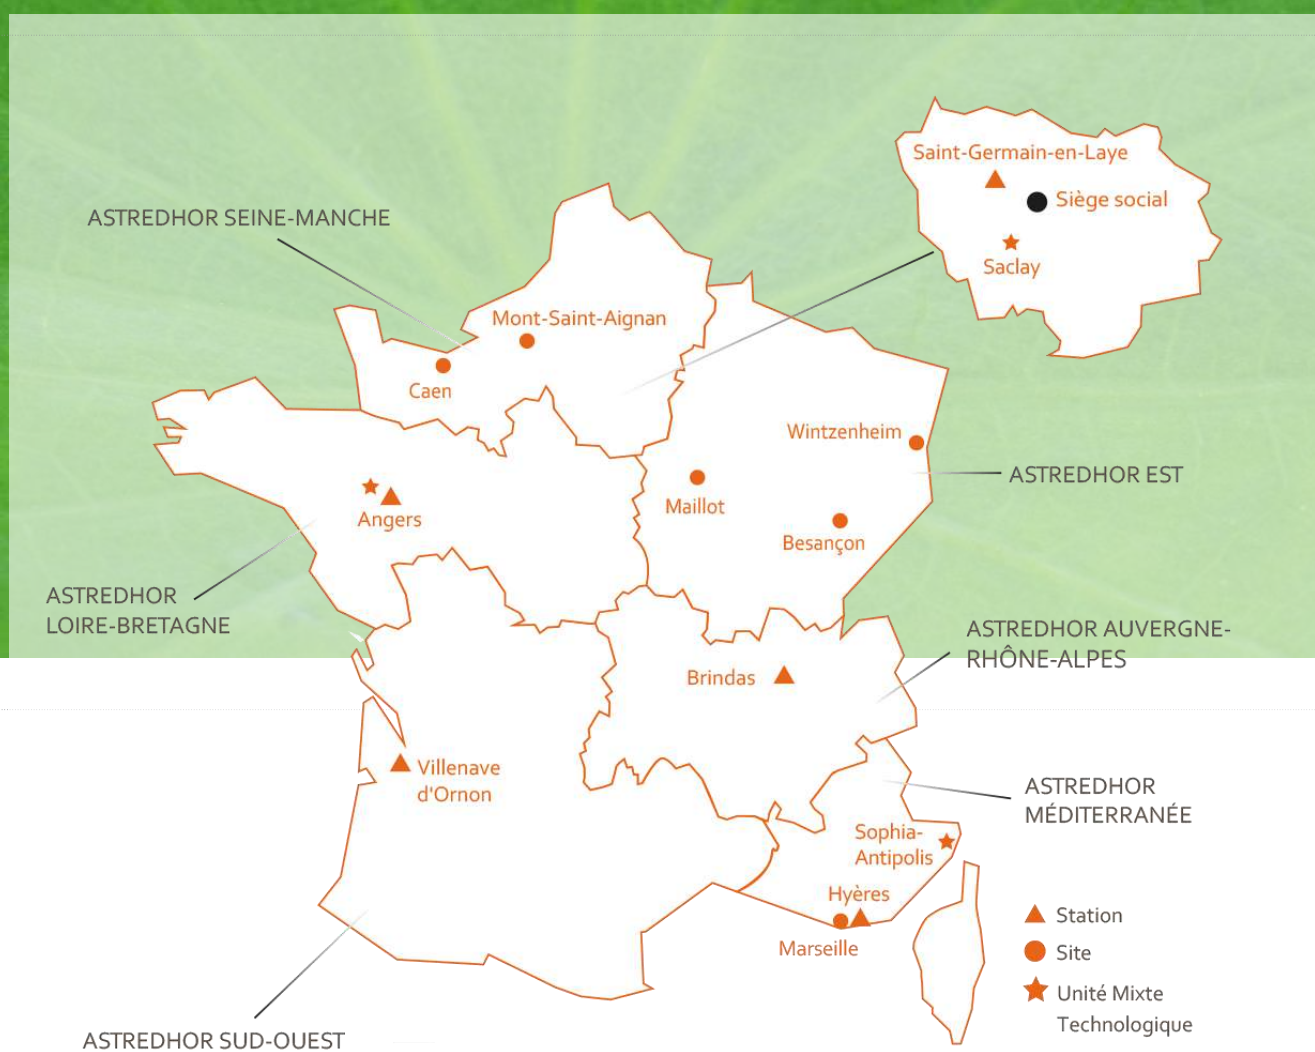 Saint-Germain-en-Laye
Siège social
Saclay
ASTREDHOR SEINE-MANCHE
Mont-Saint-Aignan
Caen
Wintzenheim
ASTREDHOR EST
Maillot
Angers
Besançon
ASTREDHOR
LOIRE-BRETAGNE
ASTREDHOR AUVERGNE-
RHÔNE-ALPES
Brindas
Villenave
d'Ornon
ASTREDHOR
MÉDITERRANÉE
Sophia-
Antipolis
Hyères
Marseille
Station
Site
Unité Mixte
Technologique
ASTREDHOR SUD-OUEST